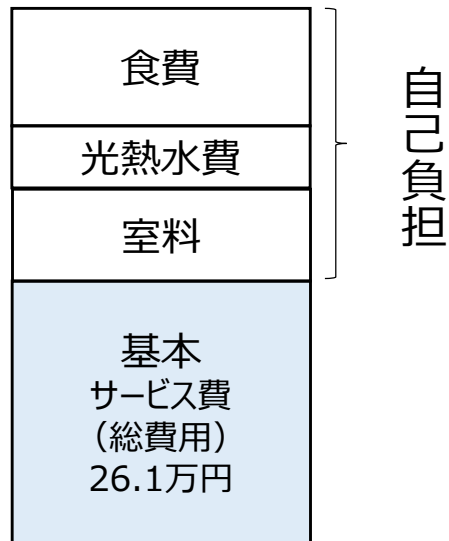 食費
光熱水費
室料
基本
サービス費
（総費用）
26.1万円
自己負担